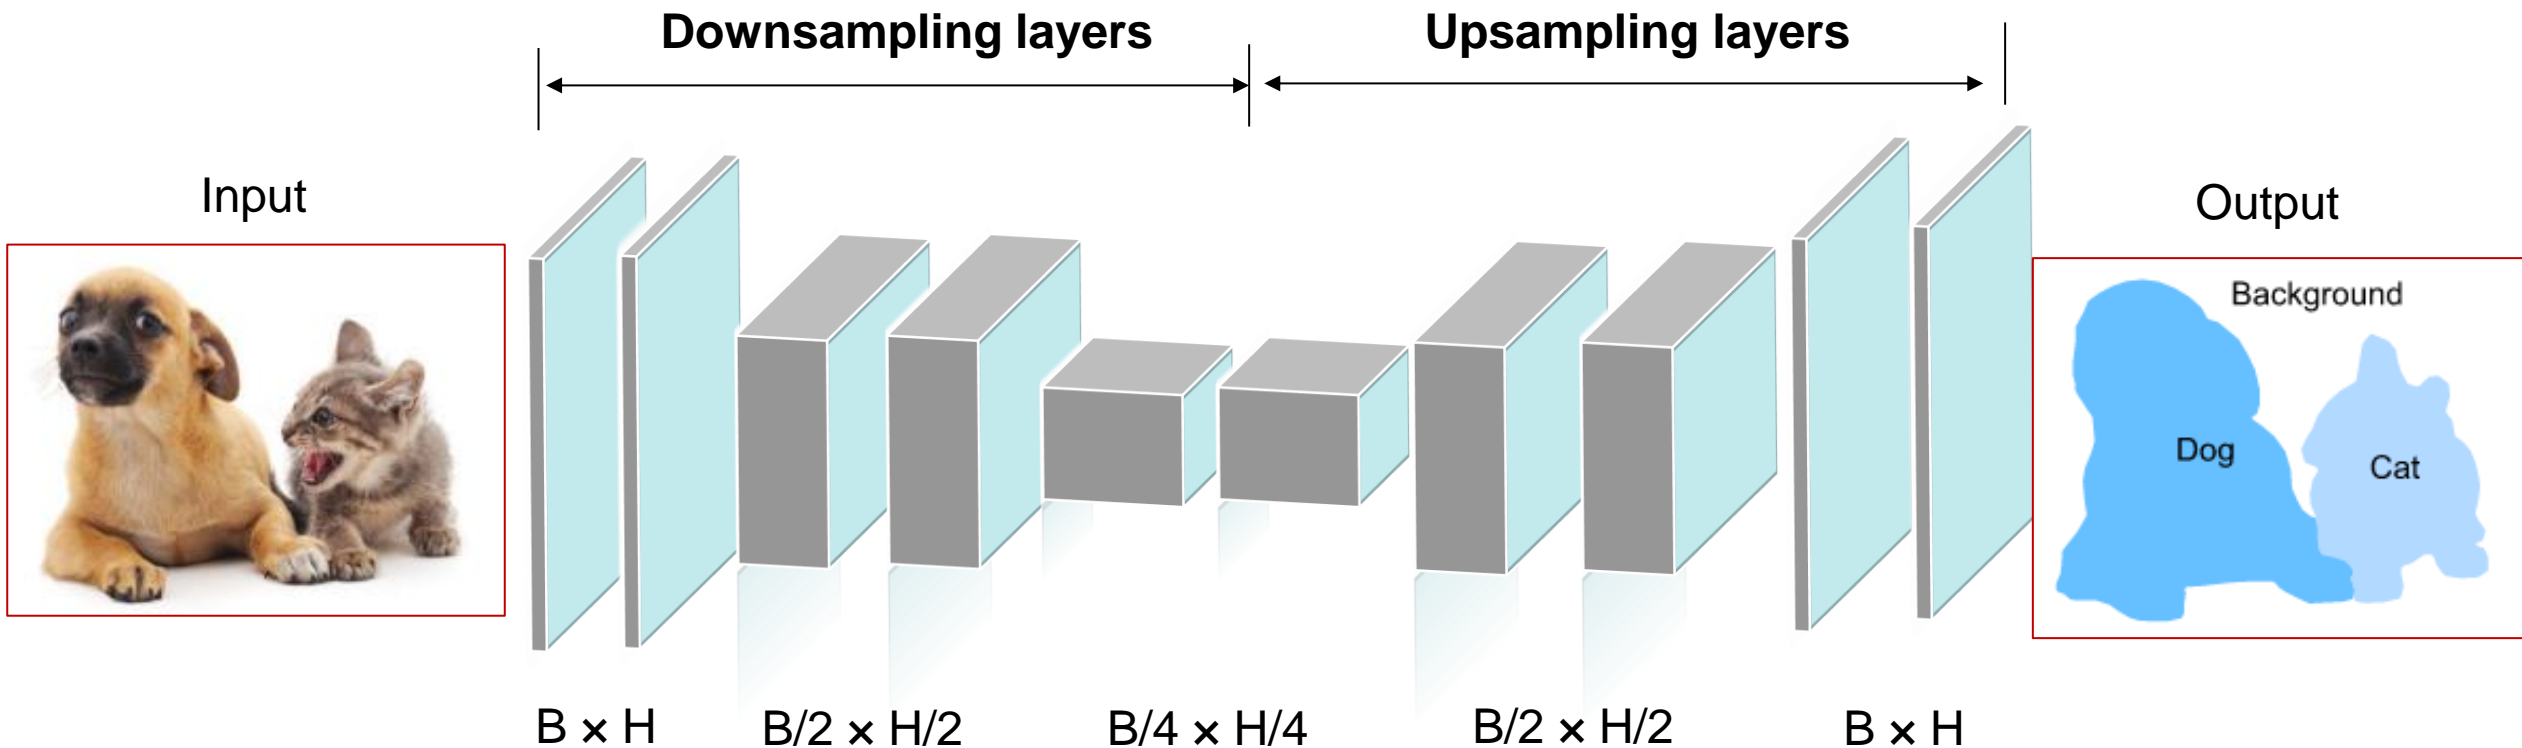 Downsampling layers
Upsampling layers
Input
Output
Background
Dog
Cat
B × H
B/2 × H/2
B/4 × H/4
B/2 × H/2
B × H